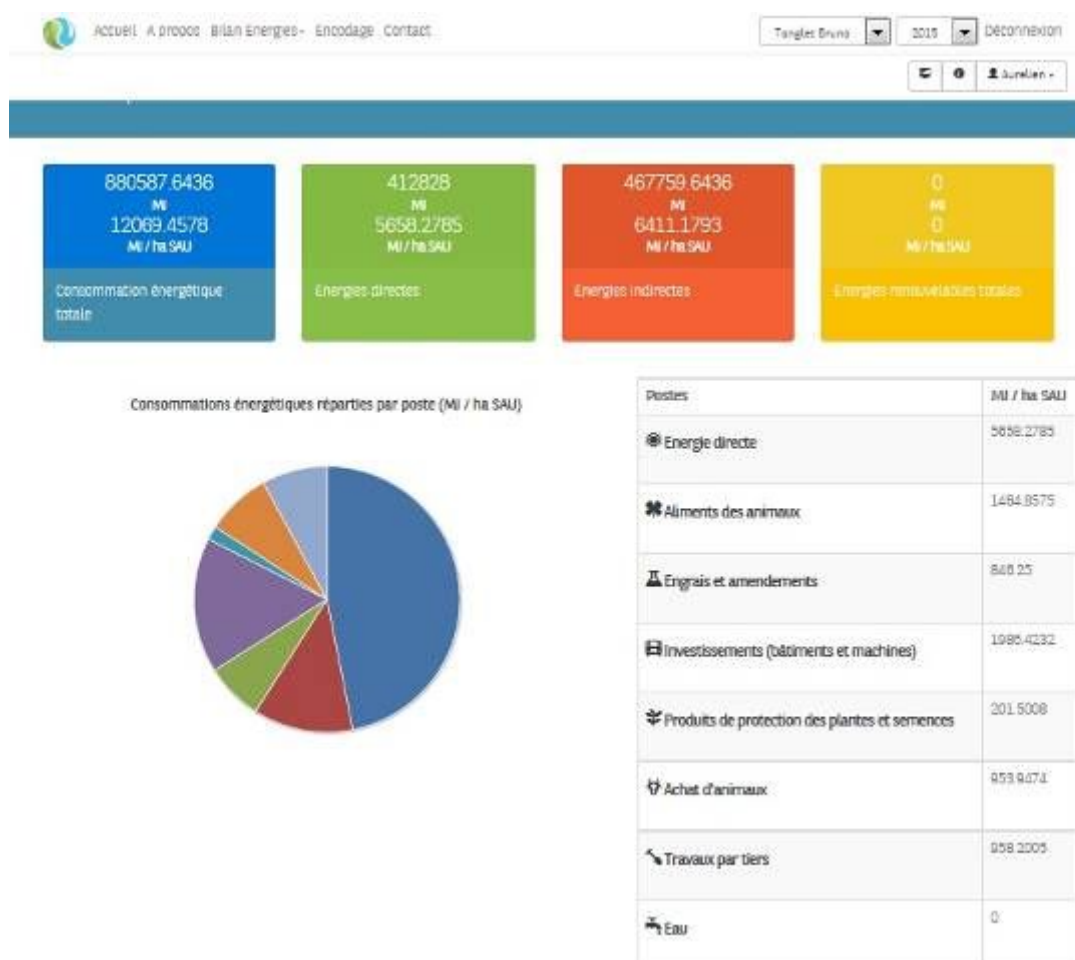 Accueil A propos Bilan Energies Encodage Contact
2015 Déconnexion
Aurelien
880587.6436
MJ
12069.4578
MJ / ha SAU
Consommation énergétique
totale
412828
MJ
5658.2785
MJ / ha SAU
Energies directes
467759.6436
MJ
6411.1793
MJ / ha SAU
Energies indirectes
0
MJ
0
MJ / ha SAU
Energies renouvelables totales
Consommations énergétiques réparties par poste (MJ / ha SAU)
Postes MJ / ha SAU
Energie directe 5658.2785
Aliments des animaux 1464.8575
Engrais et amendements 846.25
Investissements (bâtiments et machines) 1986.4232
Produits de protection des plantes et semences 201.5008
Achat d'animaux 953.9474
Travaux par tiers 958.2005
Eau 0